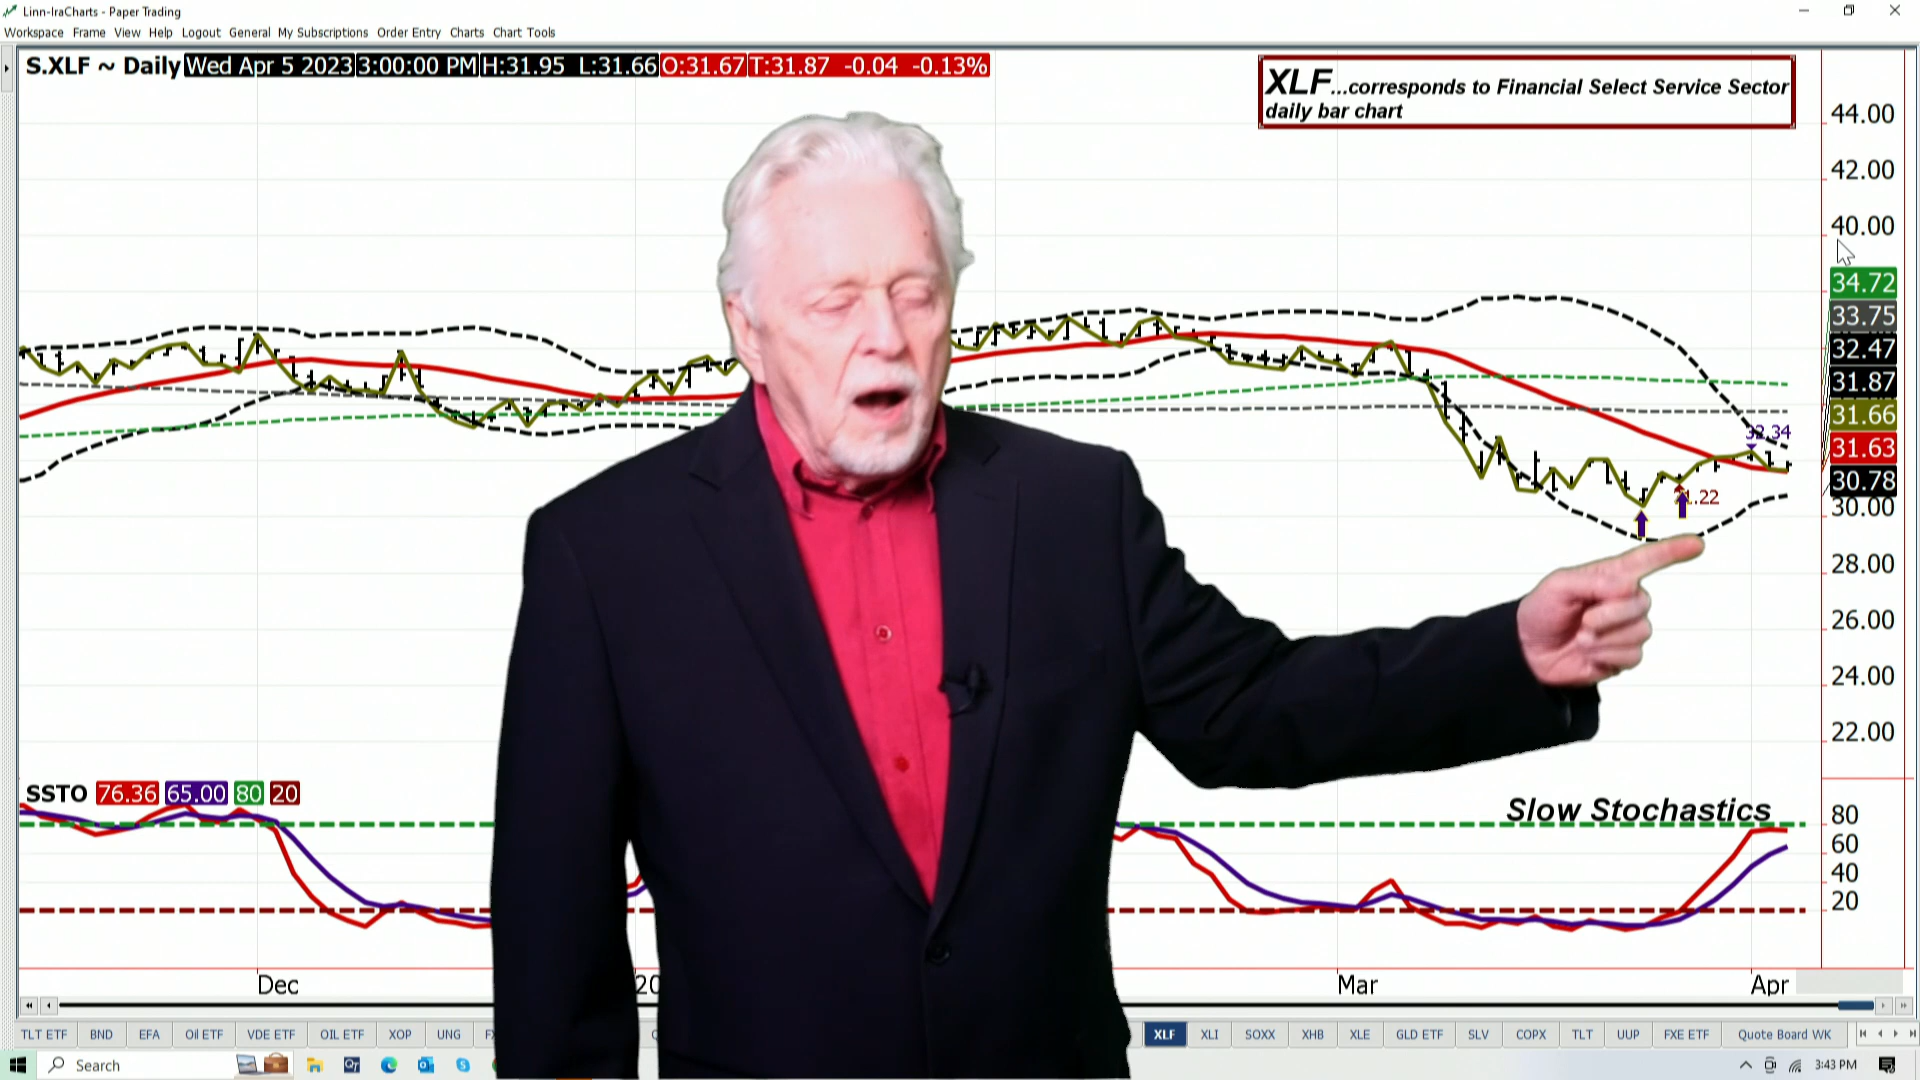 Linn-IraCharts - Paper Trading
Workspace Frame View Help Logout General My Subscriptions Order Entry Charts Chart Tools
S.XLF ~ Daily Wed Apr 5 2023 3:00:00 PM H:31.95 L:31.66 O:31.67 T:31.87 -0.04 -0.13%
XLF...corresponds to Financial Select Service Sector
daily bar chart
44.00
42.00
40.00
34.72
33.75
32.47
31.87
31.66
31.63
30.78
30.00
28.00
26.00
24.00
22.00
32.34
SSTO 76.36 65.00 80 20
Slow Stochastics
80
60
40
20
Dec 20 Mar Apr
TLT ETF BND EFA Oil ETF VDE ETF OIL ETF XOP UNG XLF XLI SOXX XHB XLE GLD ETF SLV COPX TLT UUP FXE ETF Quote Board WK
Search 3:43 PM